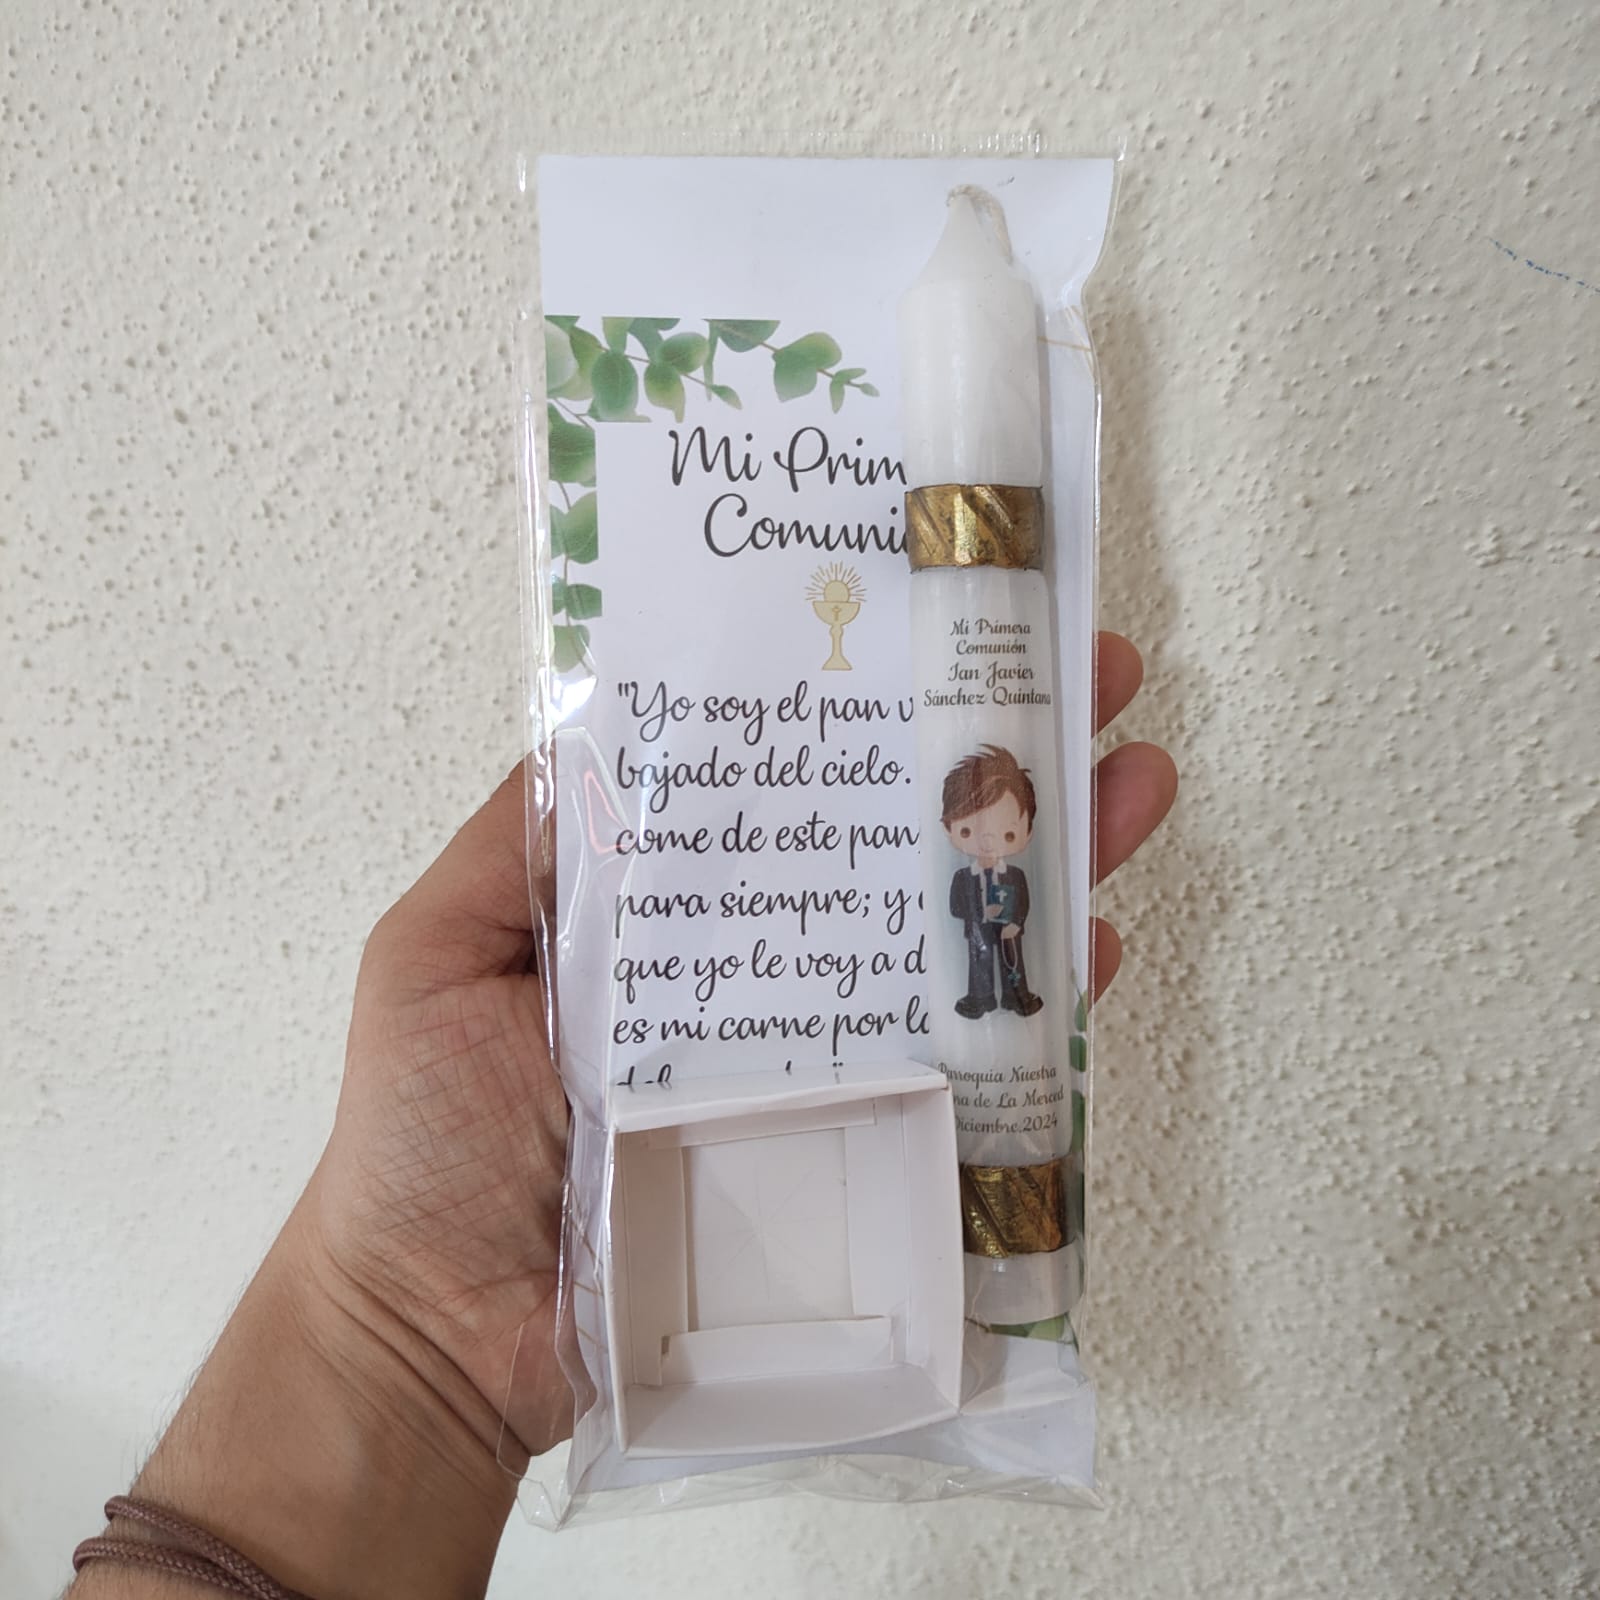 Mi Prim
Comuni
"Yo soy el pan v
bajado del cielo.
come de este pan,
para siempre; y
que yo le voy a d
es mi carne por la
Mi Primera
Comunión
Ian Javier
Sánchez Quintana
Parroquia Nuestra
de La Merced
Diciembre.2024